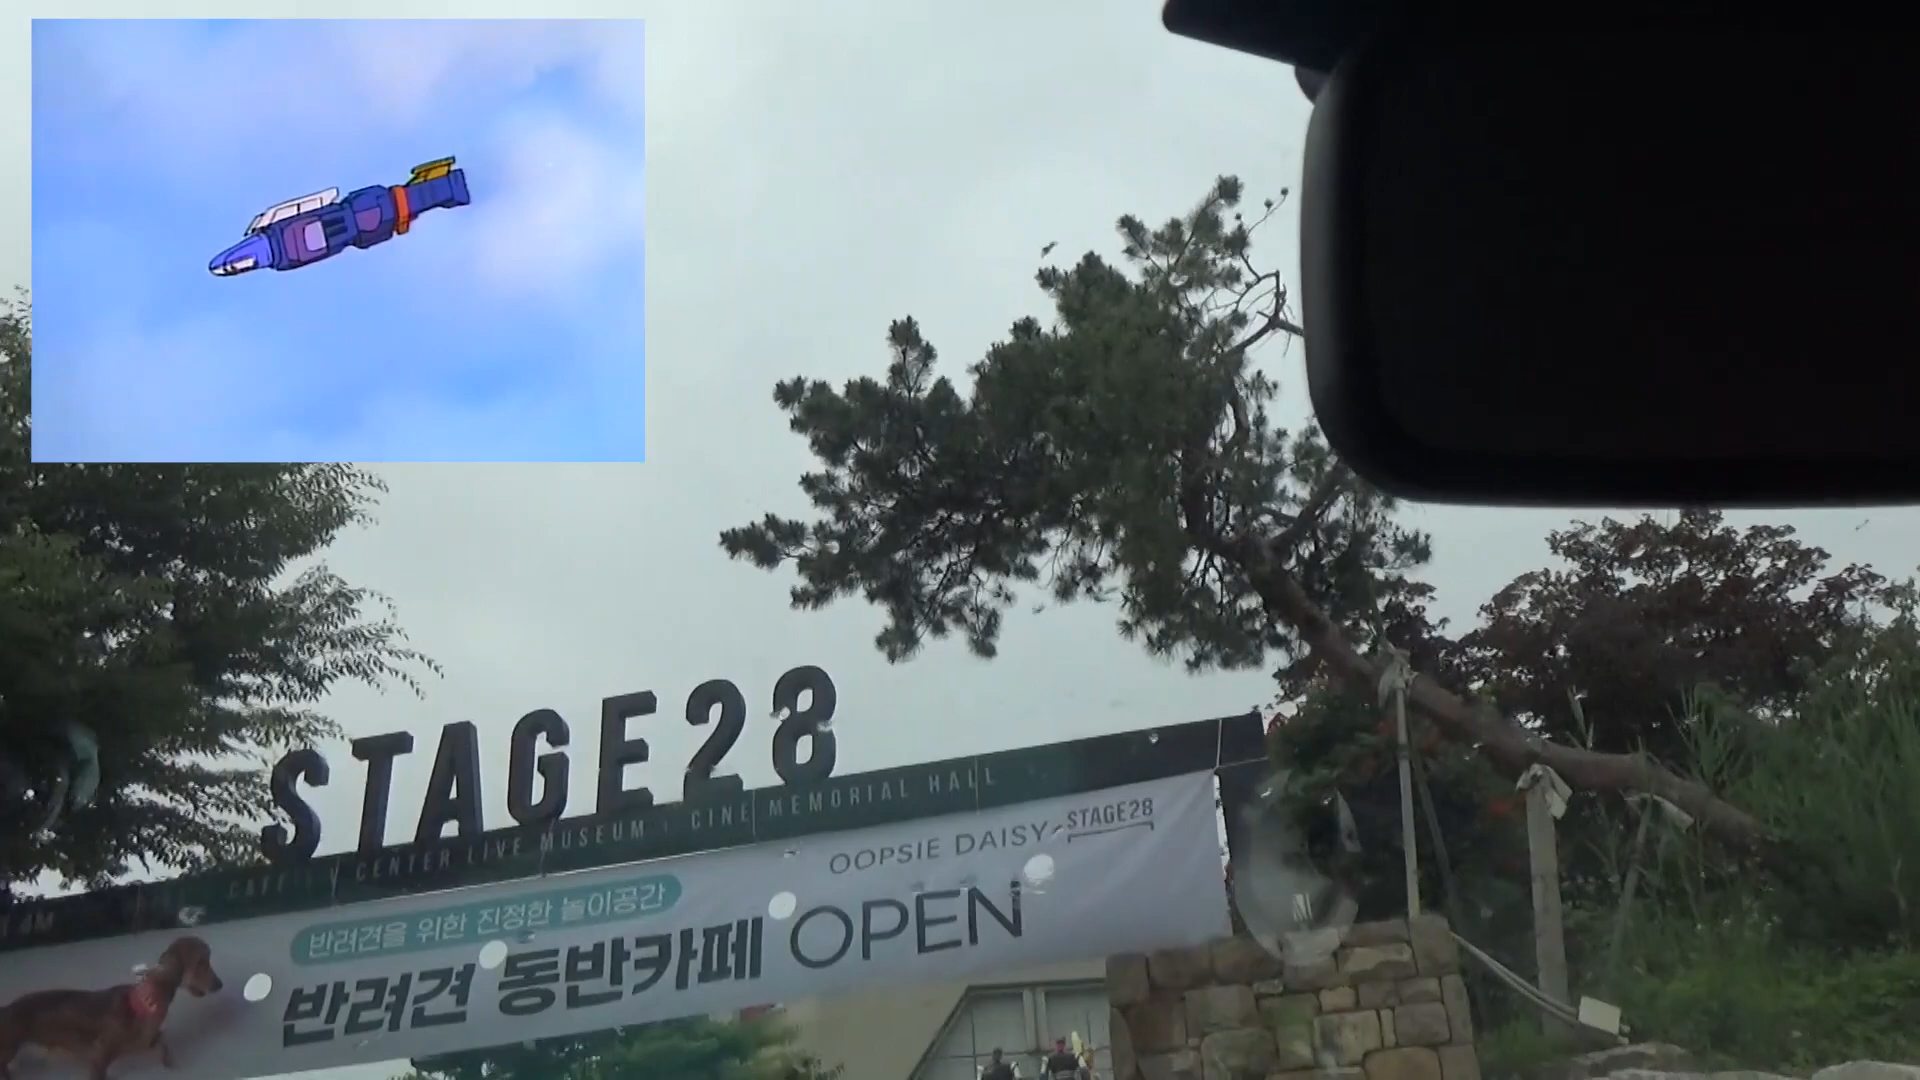 STAGE28
CENTER LIVE MUSEUM : CINE MEMORIAL HALL
OOPSIE DAISY STAGE28
반려견을 위한 진정한 놀이공간
반려견 동반카페 OPEN